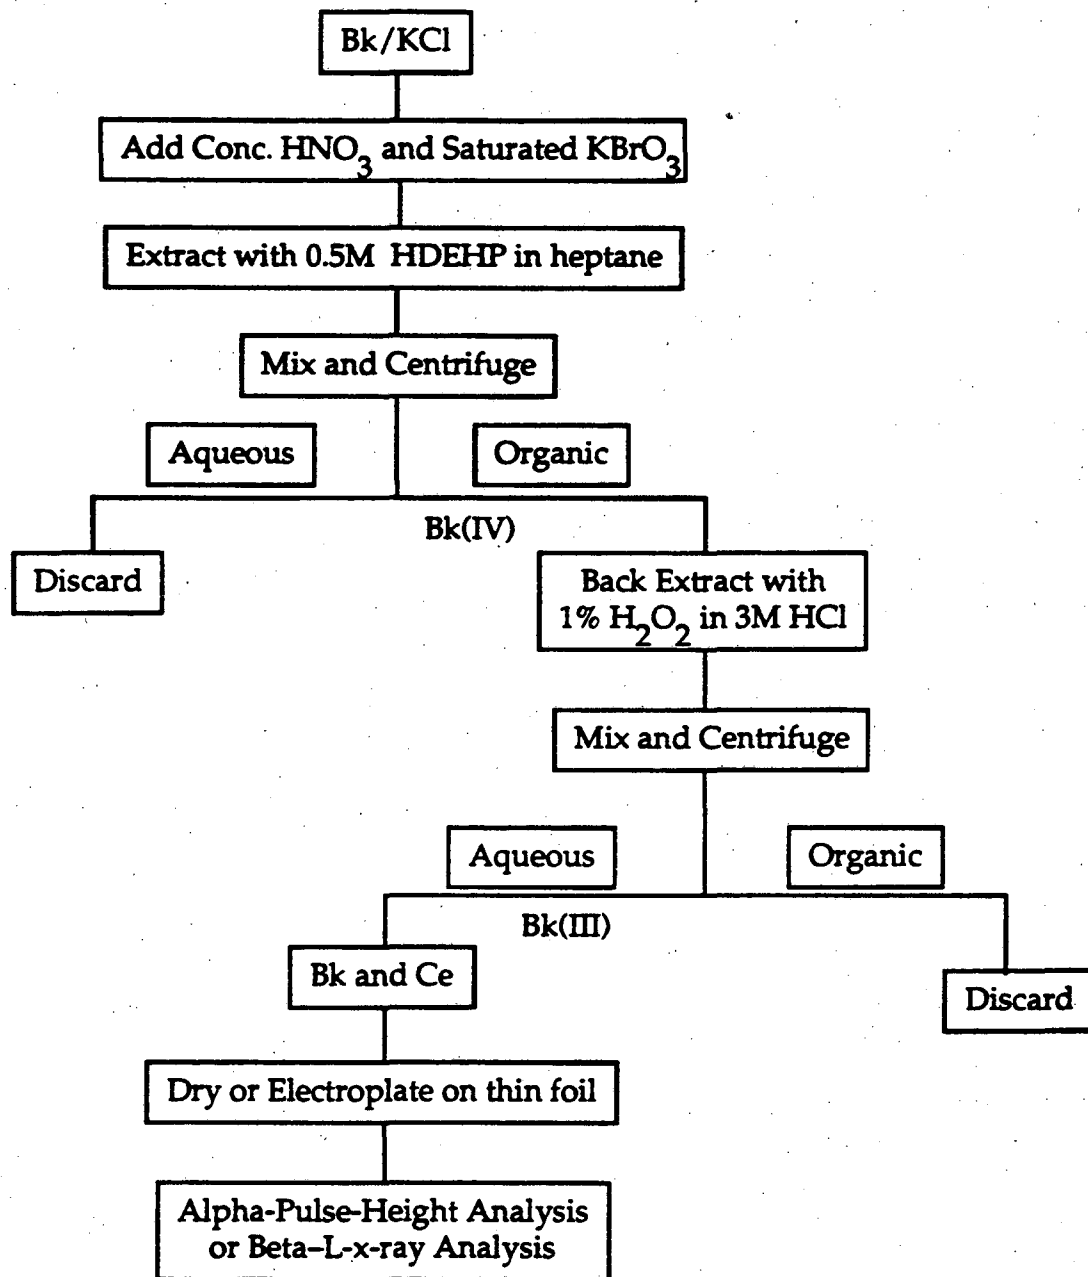 Bk/KCl
Add Conc. HNO3 and Saturated KBrO3
Extract with 0.5M HDEHP in heptane
Mix and Centrifuge
Aqueous
Organic
Bk(IV)
Discard
Back Extract with
1% H2O2 in 3M HCl
Mix and Centrifuge
Aqueous
Organic
Bk(III)
Bk and Ce
Discard
Dry or Electroplate on thin foil
Alpha-Pulse-Height Analysis
or Beta–L-x-ray Analysis